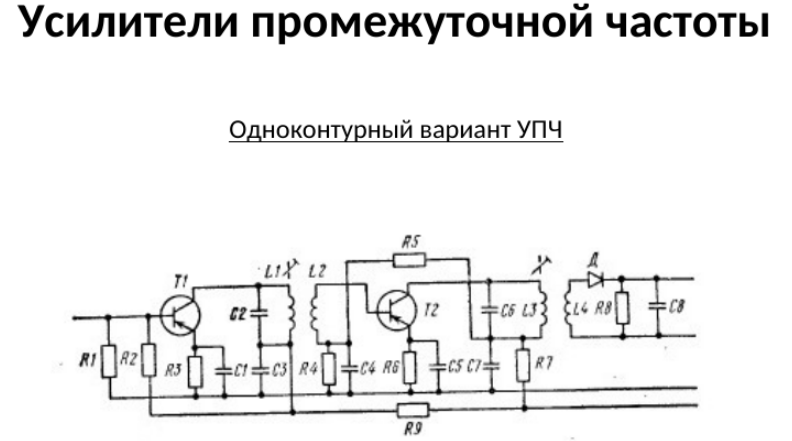 Усилители промежуточной частоты
Одноконтурный вариант УПЧ
R5
T1 L1 L2 Д
C2 T2 C6 L3 L4 R8 C8
R1 R2 R3 C1 C3 R4 C4 R6 C5 C7 R7
R9